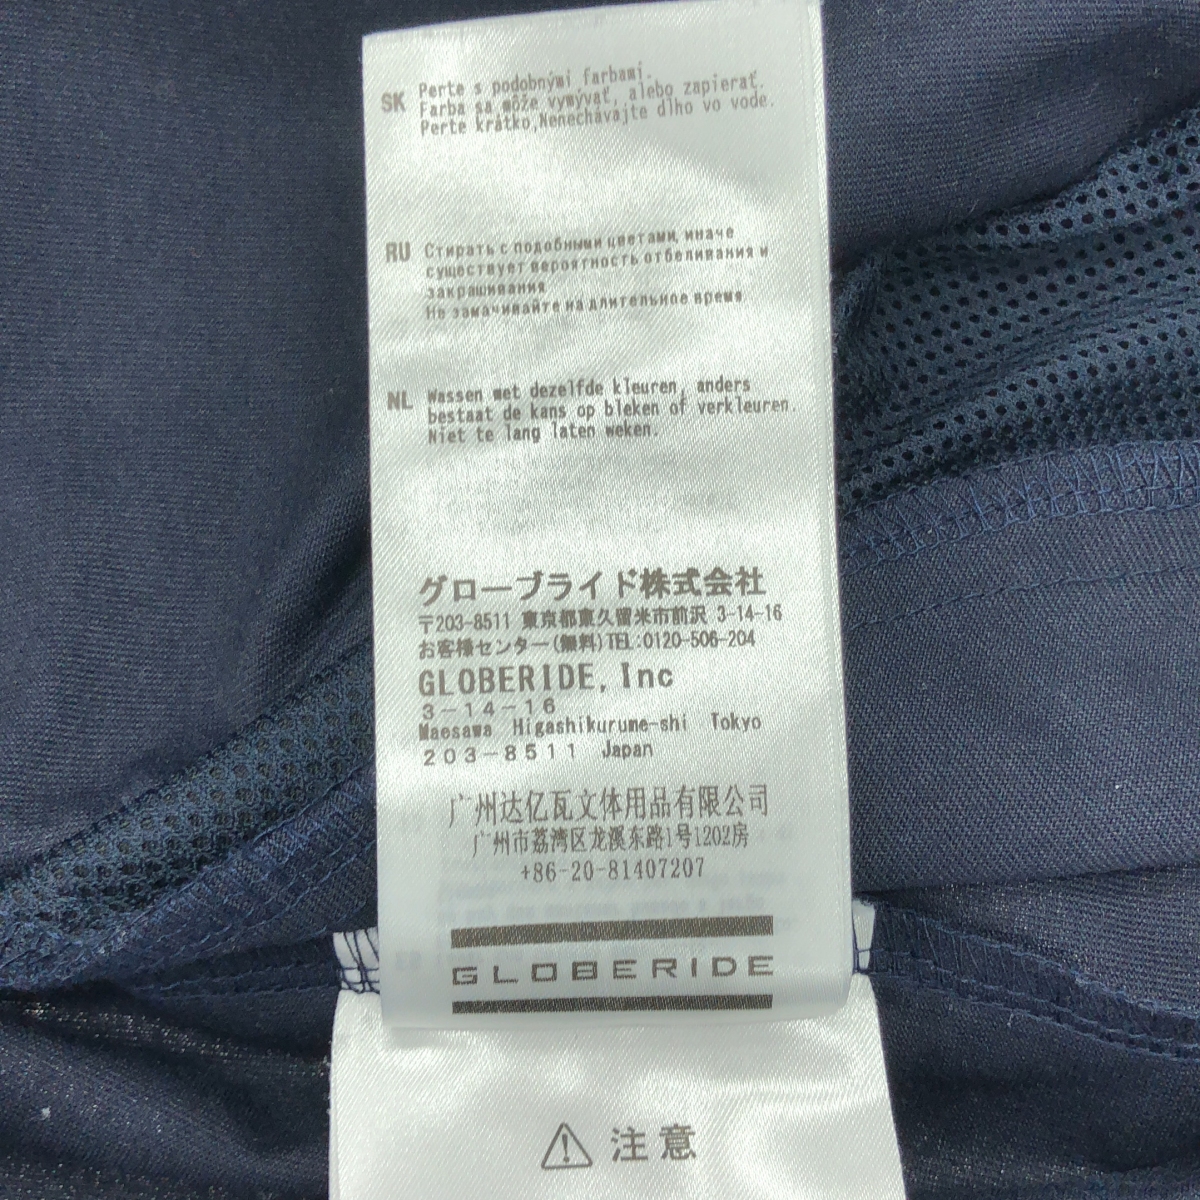 SK Perte s podobnými farbami.
Farba sa môže vymývať, alebo zapierať.
Perte krátko,Nenechávajte dlho vo vode.
RU Стирать с подобными цветами, иначе
существует вероятность отбеливания и
закрашивания
Не замачивайте на длительное время
NL Wassen met dezelfde kleuren, anders
bestaat de kans op bleken of verkleuren.
Niet te lang laten weken.
グローブライド株式会社
〒203-8511 東京都東久留米市前沢 3-14-16
お客様センター(無料)TEL:0120-506-204
GLOBERIDE, Inc
3-14-16
Maesawa Higashikurume-shi Tokyo
203-8511 Japan
广州达亿瓦文体用品有限公司
广州市荔湾区龙溪东路1号1202房
+86-20-81407207
GLOBERIDE
注意